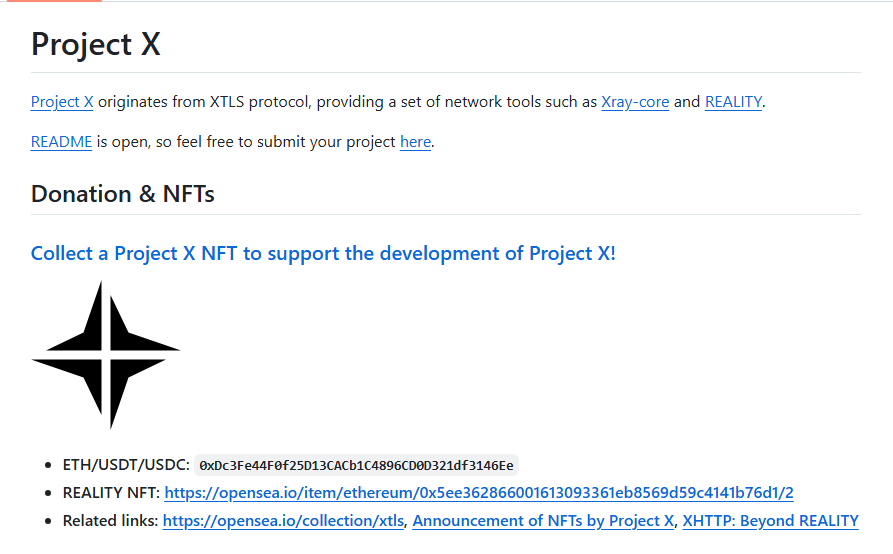 Project X
Project X originates from XTLS protocol, providing a set of network tools such as Xray-core and REALITY.
README is open, so feel free to submit your project here.
Donation & NFTs
Collect a Project X NFT to support the development of Project X!
ETH/USDT/USDC: 0xDc3Fe44F0f25D13CACb1C4896CD0D321df3146Ee
REALITY NFT: https://opensea.io/item/ethereum/0x5ee362866001613093361eb8569d59c4141b76d1/2
Related links: https://opensea.io/collection/xtls, Announcement of NFTs by Project X, XHTTP: Beyond REALITY